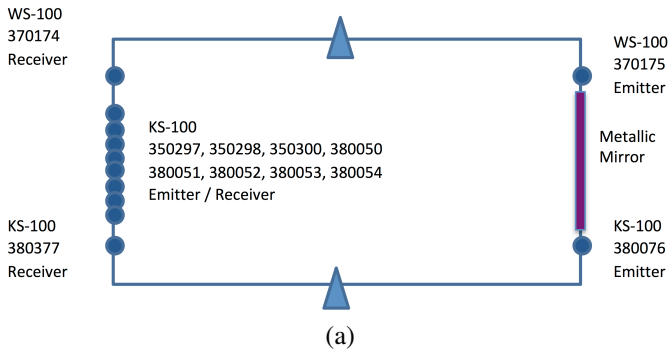 WS-100
370174
Receiver
WS-100
370175
Emitter
KS-100
350297, 350298, 350300, 380050
380051, 380052, 380053, 380054
Emitter / Receiver
Metallic
Mirror
KS-100
380377
Receiver
KS-100
380076
Emitter
(a)